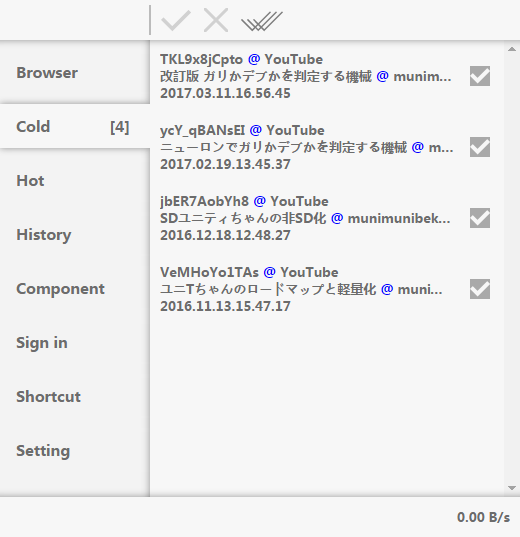 Browser
Cold [4]
Hot
History
Component
Sign in
Shortcut
Setting
TKL9x8jCpto @ YouTube
改訂版 ガリかデブかを判定する機械 @ munim...
2017.03.11.16.56.45
ycY_qBANsEI @ YouTube
ニューロンでガリかデブかを判定する機械 @ m...
2017.02.19.13.45.37
jbER7AobYh8 @ YouTube
SDユニティちゃんの非SD化 @ munimunibek...
2016.12.18.12.48.27
VeMHoYo1TAs @ YouTube
ユニTちゃんのロードマップと軽量化 @ muni...
2016.11.13.15.47.17
0.00 B/s